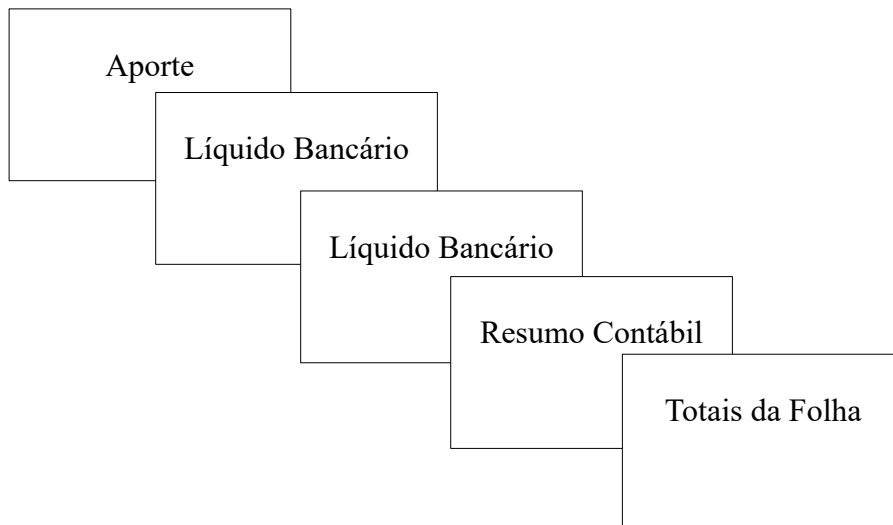 Aporte
Líquido Bancário
Líquido Bancário
Resumo Contábil
Totais da Folha